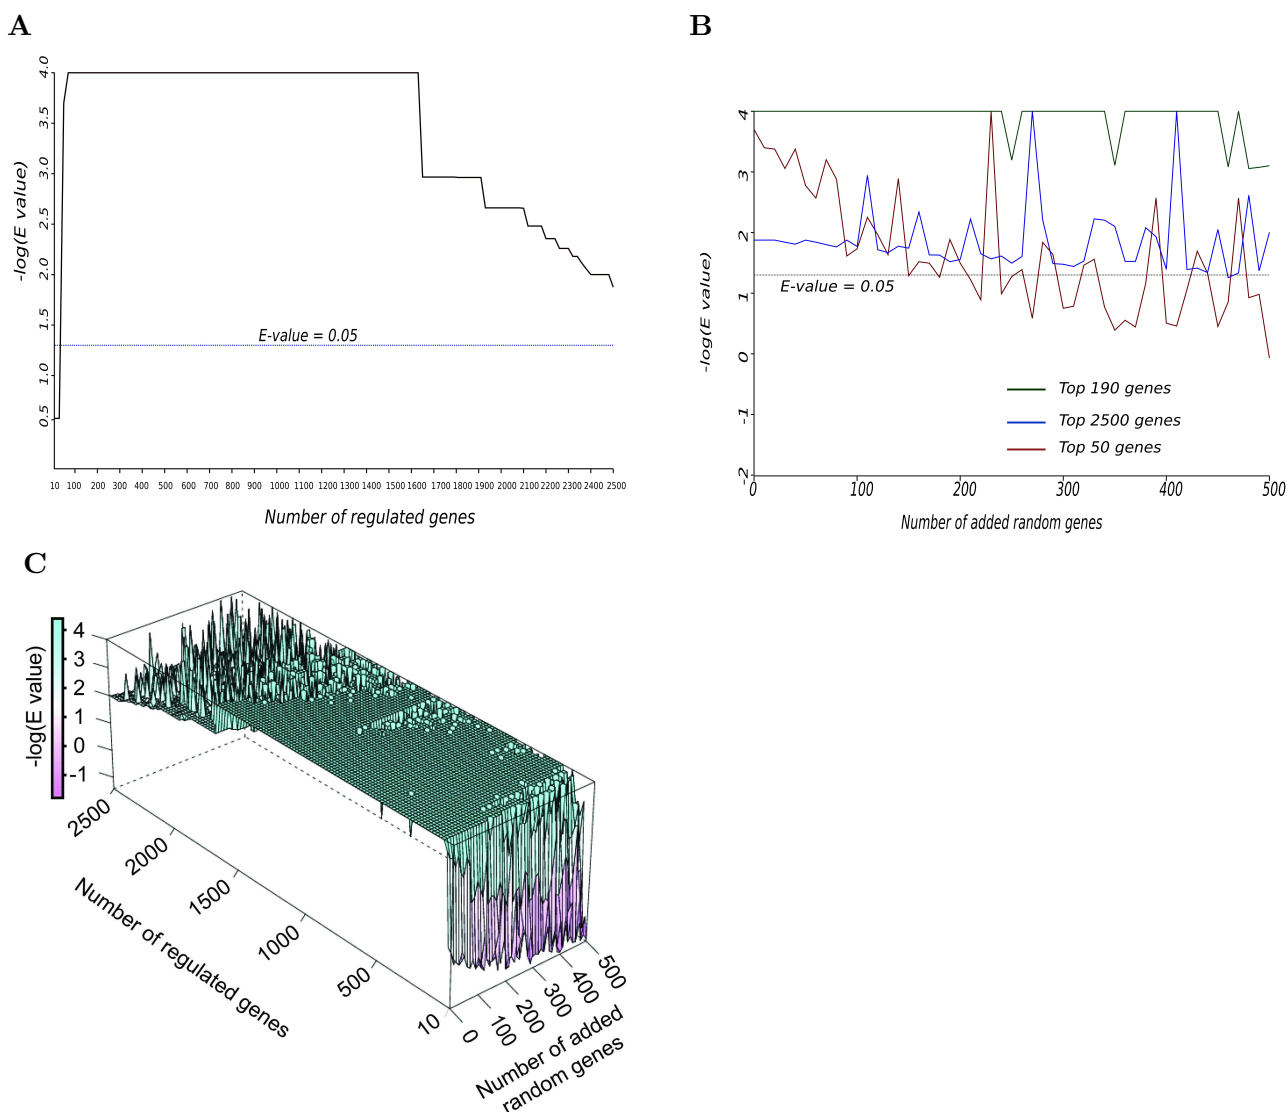 A
B
4.0
3.5
3.0
2.5
2.0
1.5
1.0
0.5
-log(E value)
E-value = 0.05
10 100 200 300 400 500 600 700 800 900 1000 1100 1200 1300 1400 1500 1600 1700 1800 1900 2000 2100 2200 2300 2400 2500
Number of regulated genes
4
3
2
1
0
-1
-2
-log(E value)
E-value = 0.05
Top 190 genes
Top 2500 genes
Top 50 genes
0 100 200 300 400 500
Number of added random genes
C
4
3
2
1
0
-1
-log(E value)
2500
2000
1500
1000
500
10
Number of regulated genes
0
100
200
300
400
500
Number of added
random genes